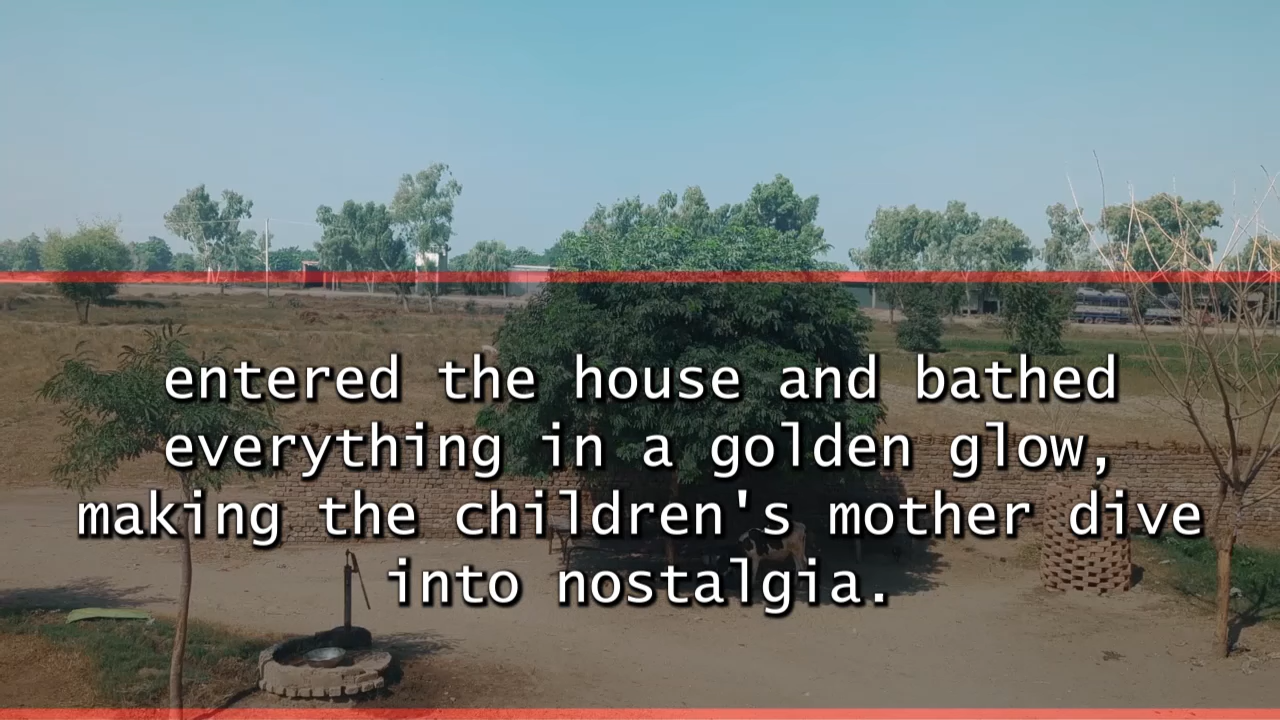 entered the house and bathed
everything in a golden glow,
making the children's mother dive
into nostalgia.